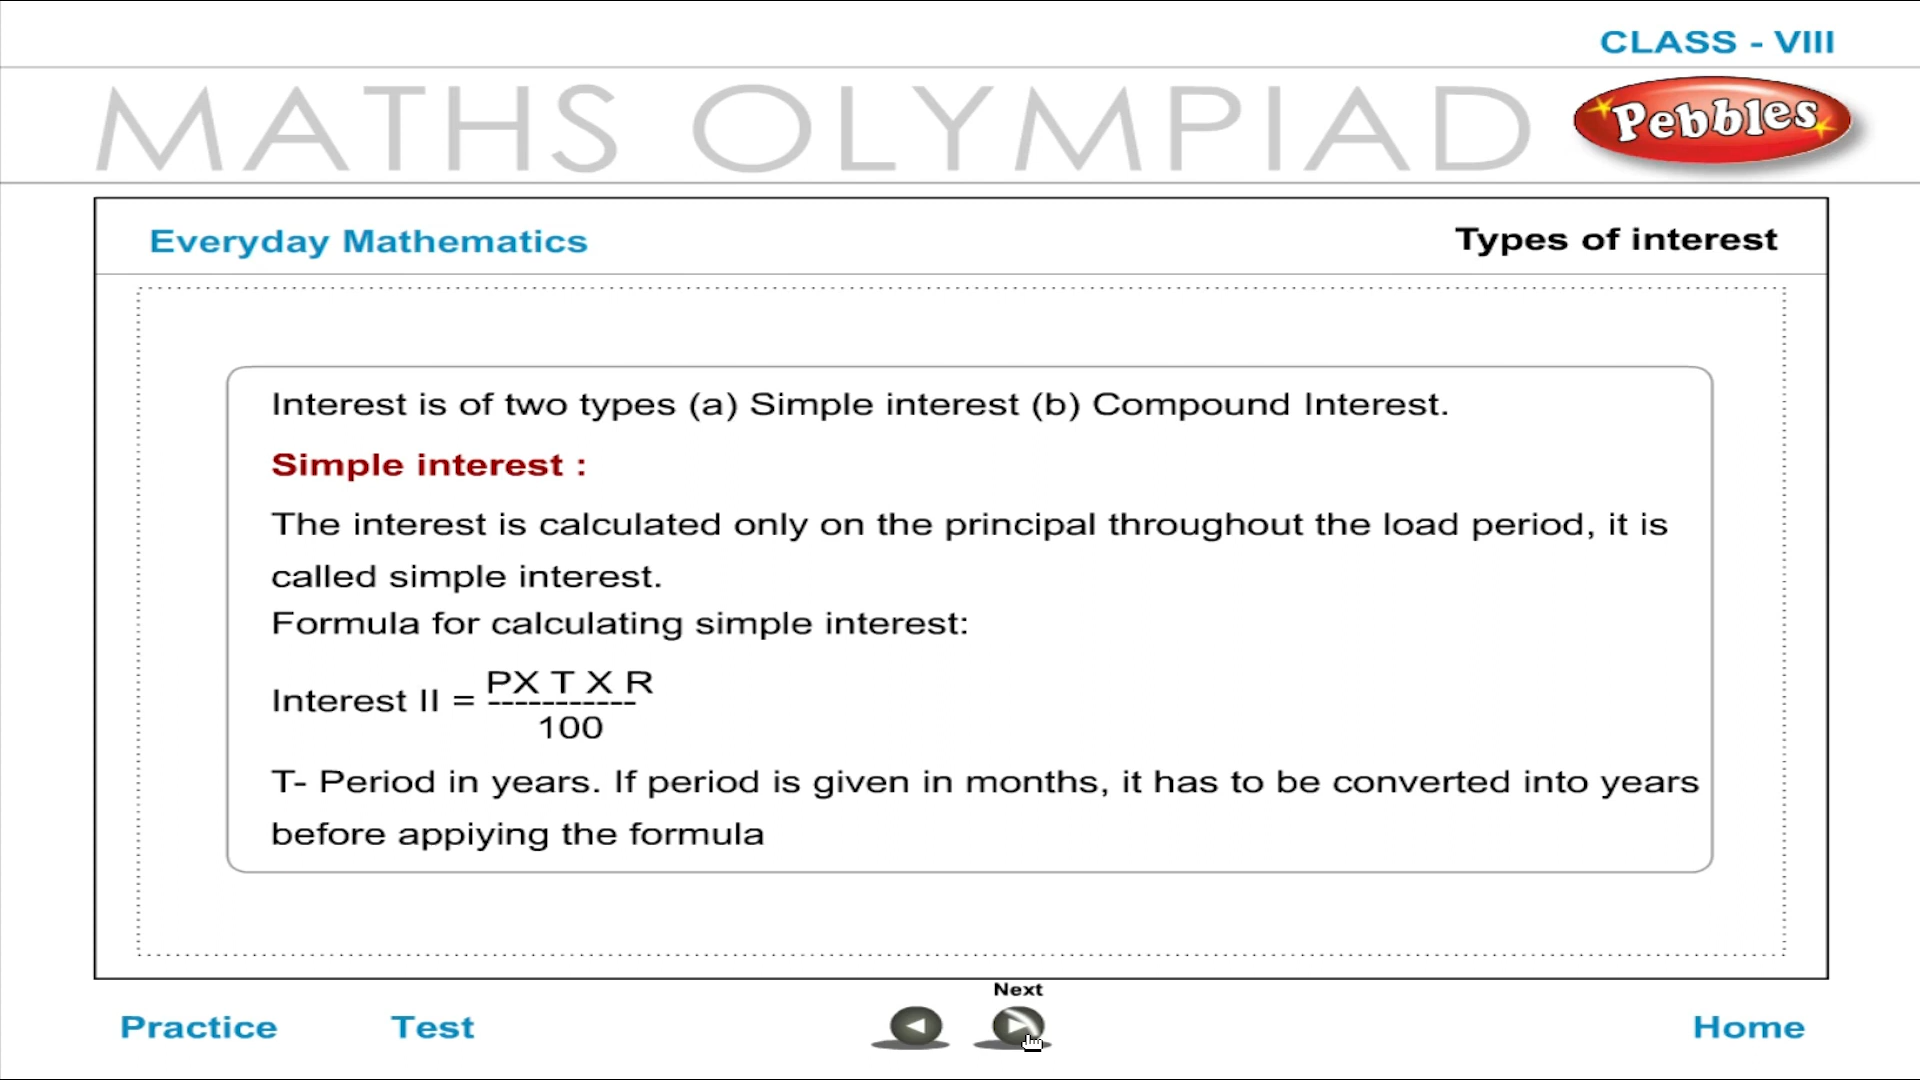 CLASS - VIII
MATHS OLYMPIAD
Pebbles
Everyday Mathematics
Types of interest
Interest is of two types (a) Simple interest (b) Compound Interest.
Simple interest :
The interest is calculated only on the principal throughout the load period, it is
called simple interest.
Formula for calculating simple interest:
PX T X R
Interest II = -----------
100
T- Period in years. If period is given in months, it has to be converted into years
before appiying the formula
Next
Practice
Test
Home